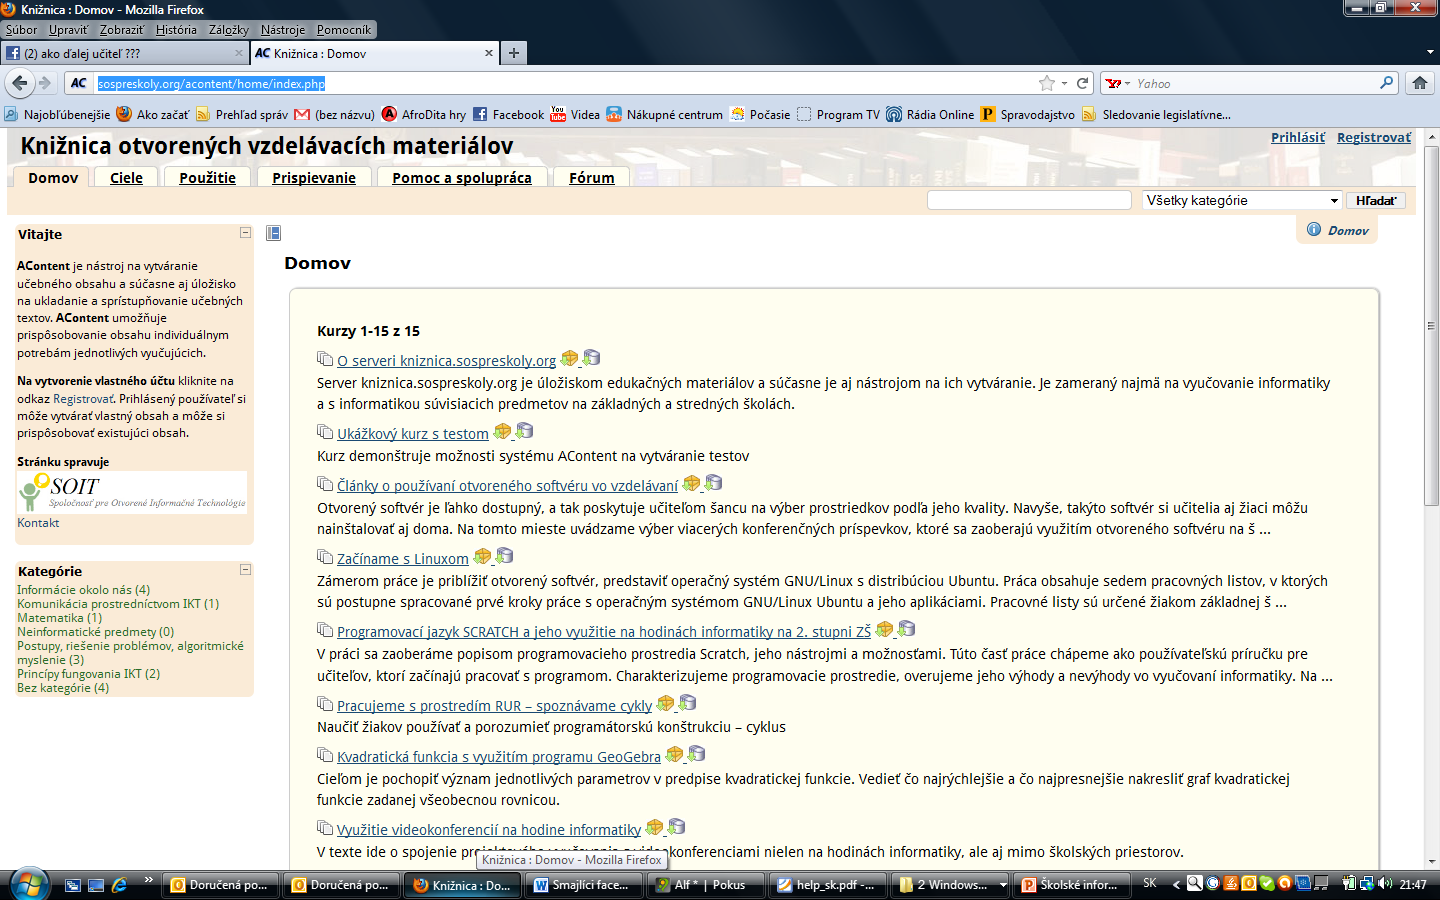 Knižnica : Domov - Mozilla Firefox
Súbor Upraviť Zobraziť História Záložky Nástroje Pomocník
(2) ako ďalej učiteľ ???
AC Knižnica : Domov
AC sospreskoly.org/acontent/home/index.php
Yahoo
Najobľúbenejšie Ako začať Prehľad správ (bez názvu) AfroDita hry Facebook Videa Nákupné centrum Počasie Program TV Rádia Online Spravodajstvo Sledovanie legislatívne...
Knižnica otvorených vzdelávacích materiálov
Prihlásiť Registrovať
Domov Ciele Použitie Prispievanie Pomoc a spolupráca Fórum
Všetky kategórie Hľadať
Domov
Vitajte
AContent je nástroj na vytváranie
učebného obsahu a súčasne aj úložisko
na ukladanie a sprístupňovanie učebných
textov. AContent umožňuje
prispôsobovanie obsahu individuálnym
potrebám jednotlivých vyučujúcich.
Na vytvorenie vlastného účtu kliknite na
odkaz Registrovať. Prihlásený používateľ si
môže vytvárať vlastný obsah a môže si
prispôsobovať existujúci obsah.
Stránku spravuje
SOIT
Spoločnosť pre Otvorené Informačné Technológie
Kontakt
Kategórie
Informácie okolo nás (4)
Komunikácia prostredníctvom IKT (1)
Matematika (1)
Neinformatické predmety (0)
Postupy, riešenie problémov, algoritmické
myslenie (3)
Princípy fungovania IKT (2)
Bez kategórie (4)
Domov
Kurzy 1-15 z 15
O serveri kniznica.sospreskoly.org
Server kniznica.sospreskoly.org je úložiskom edukačných materiálov a súčasne je aj nástrojom na ich vytváranie. Je zameraný najmä na vyučovanie informatiky
a s informatikou súvisiacich predmetov na základných a stredných školách.
Ukážkový kurz s testom
Kurz demonštruje možnosti systému AContent na vytváranie testov
Články o používaní otvoreného softvéru vo vzdelávaní
Otvorený softvér je ľahko dostupný, a tak poskytuje učiteľom šancu na výber prostriedkov podľa jeho kvality. Navyše, takýto softvér si učitelia aj žiaci môžu
nainštalovať aj doma. Na tomto mieste uvádzame výber viacerých konferenčných príspevkov, ktoré sa zaoberajú využitím otvoreného softvéru na š ...
Začíname s Linuxom
Zámerom práce je priblížiť otvorený softvér, predstaviť operačný systém GNU/Linux s distribúciou Ubuntu. Práca obsahuje sedem pracovných listov, v ktorých
sú postupne spracované prvé kroky práce s operačným systémom GNU/Linux Ubuntu a jeho aplikáciami. Pracovné listy sú určené žiakom základnej š ...
Programovací jazyk SCRATCH a jeho využitie na hodinách informatiky na 2. stupni ZŠ
V práci sa zaoberáme popisom programovacieho prostredia Scratch, jeho nástrojmi a možnosťami. Túto časť práce chápeme ako používateľskú príručku pre
učiteľov, ktorí začínajú pracovať s programom. Charakterizujeme programovacie prostredie, overujeme jeho výhody a nevýhody vo vyučovaní informatiky. Na ...
Pracujeme s prostredím RUR – spoznávame cykly
Naučiť žiakov používať a porozumieť programátorskú konštrukciu – cyklus
Kvadratická funkcia s využitím programu GeoGebra
Cieľom je pochopiť význam jednotlivých parametrov v predpise kvadratickej funkcie. Vedieť čo najrýchlejšie a čo najpresnejšie nakresliť graf kvadratickej
funkcie zadanej všeobecnou rovnicou.
Využitie videokonferencií na hodine informatiky
V texte ide o spojenie videokonferenciami nielen na hodinách informatiky, ale aj mimo školských priestorov.
Knižnica : Domov - Mozilla Firefox
Doručená po... Doručená po... Knižnica : Do... Smajlíci face... Alf * | Pokus help_sk.pdf -... 2 Windows... Školské infor... SK 21:47